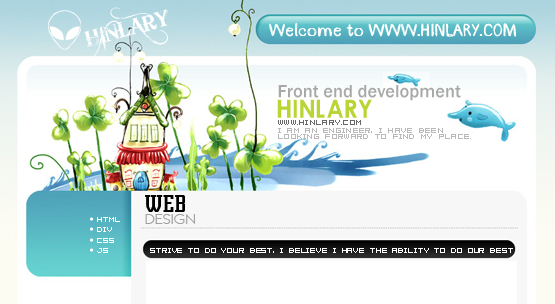 HINLARY
Welcome to WWW.HINLARY.COM
Front end development
HINLARY
WWW.HINLARY.COM
I AM AN ENGINEER, I HAVE BEEN
LOOKING FORWARD TO FIND MY PLACE.
WEB
DESIGN
• HTML
• DIV
• CSS
• JS
STRIVE TO DO YOUR BEST, I BELIEVE I HAVE THE ABILITY TO DO OUR BEST